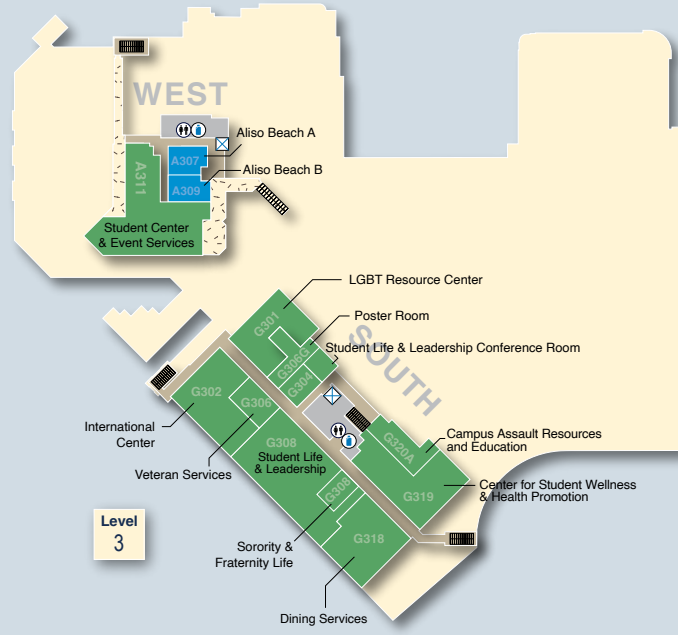 WEST
Aliso Beach A
A307
Aliso Beach B
A309
A311
Student Center
& Event Services
LGBT Resource Center
G301
Poster Room
SOUTH
Student Life & Leadership Conference Room
G306G
G304
G302
G306
International
Center
Veteran Services
G308
Student Life
& Leadership
G320A
Campus Assault Resources
and Education
G319
Center for Student Wellness
& Health Promotion
G308
Sorority &
Fraternity Life
G318
Dining Services
Level
3